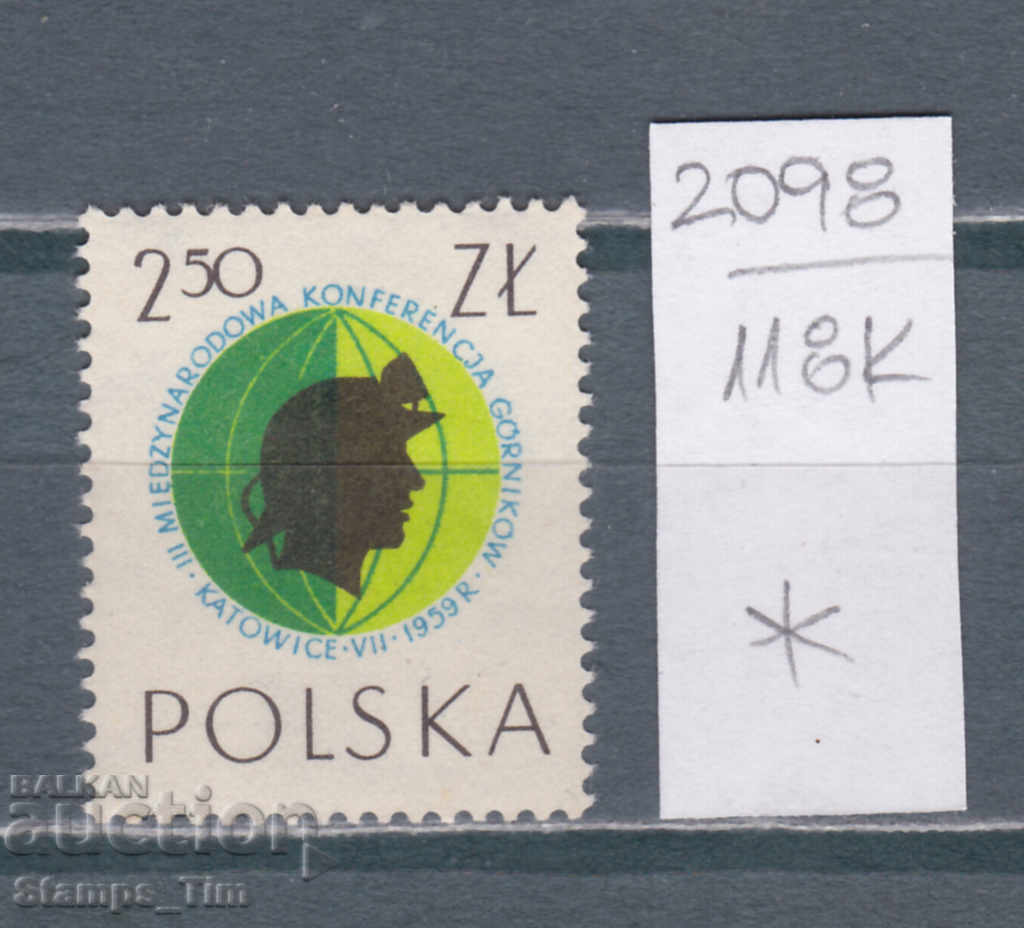 2 50 ZŁ
III MIĘDZYNARODOWA KONFERENCJA GÓRNIKÓW ·
· KATOWICE · VII · 1959 R.
POLSKA
2098
118K
*
BALKAN
auction
Stamps_Tim